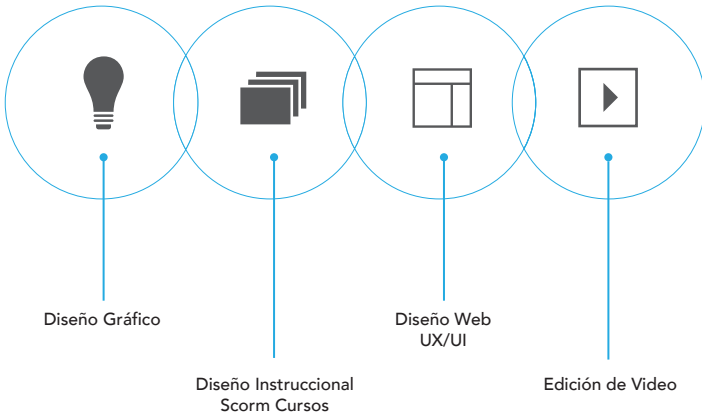 Diseño Gráfico
Diseño Instruccional
Scorm Cursos
Diseño Web
UX/UI
Edición de Video